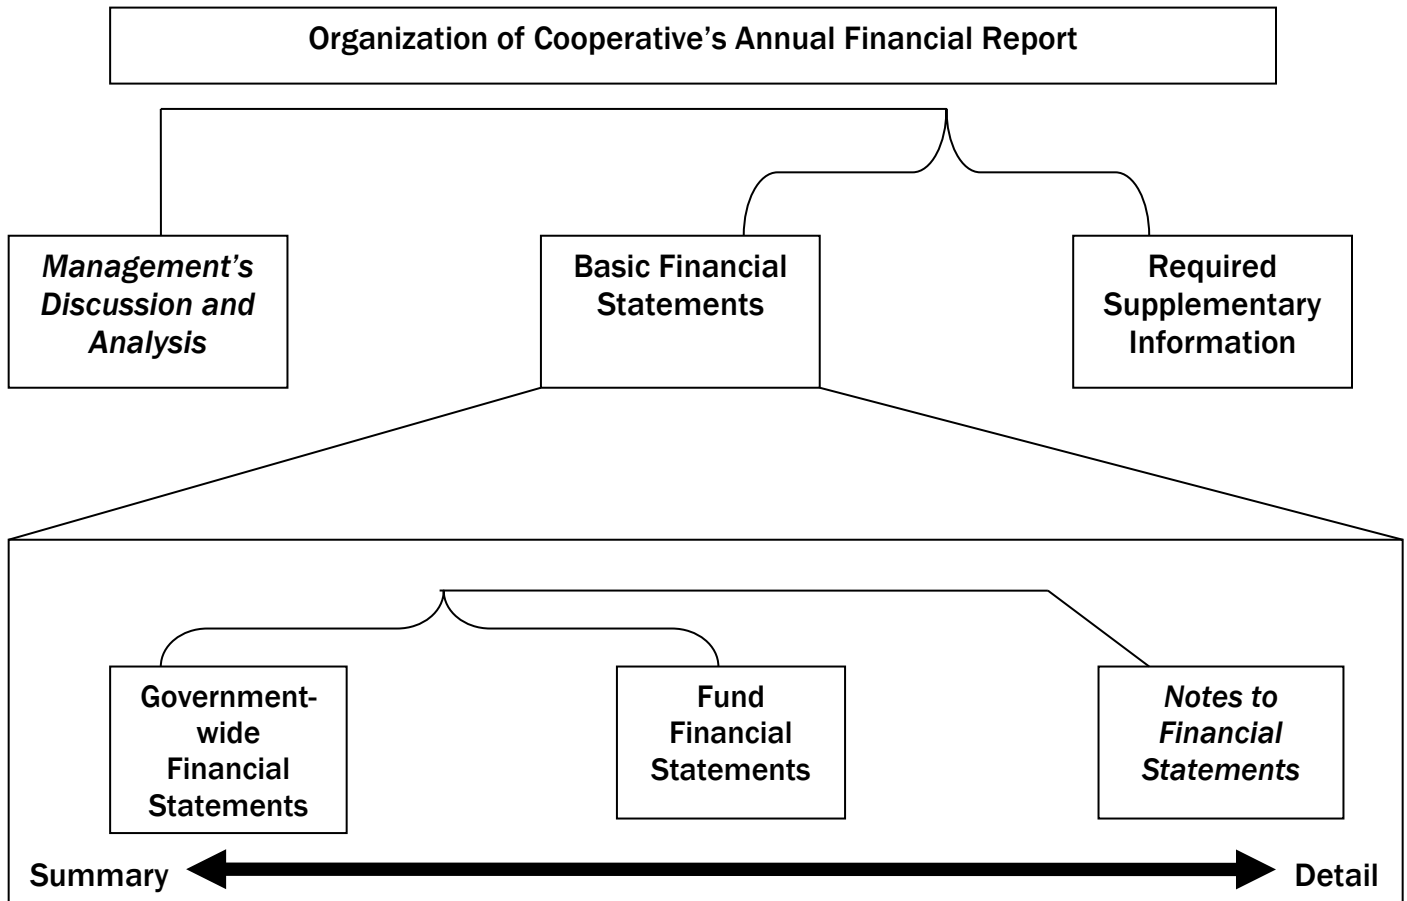 Organization of Cooperative’s Annual Financial Report
Management’s
Discussion and
Analysis
Basic Financial
Statements
Required
Supplementary
Information
Government-
wide
Financial
Statements
Fund
Financial
Statements
Notes to
Financial
Statements
Summary
Detail